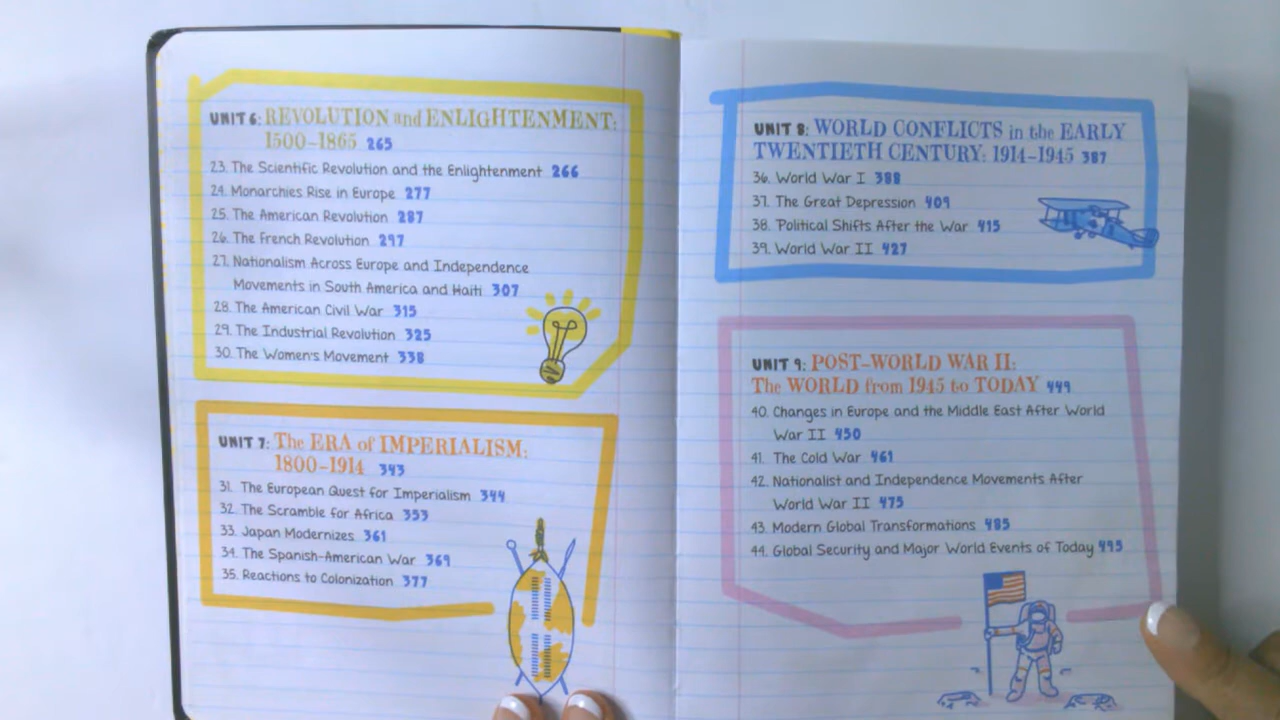 UNIT 6: REVOLUTION and ENLIGHTENMENT:
1500–1865 265
23. The Scientific Revolution and the Enlightenment 266
24. Monarchies Rise in Europe 277
25. The American Revolution 287
26. The French Revolution 297
27. Nationalism Across Europe and Independence
Movements in South America and Haiti 307
28. The American Civil War 315
29. The Industrial Revolution 325
30. The Women's Movement 338
UNIT 7: The ERA of IMPERIALISM:
1800–1914 343
31. The European Quest for Imperialism 344
32. The Scramble for Africa 353
33. Japan Modernizes 361
34. The Spanish-American War 369
35. Reactions to Colonization 377
UNIT 8: WORLD CONFLICTS in the EARLY
TWENTIETH CENTURY: 1914–1945 387
36. World War I 388
37. The Great Depression 409
38. Political Shifts After the War 415
39. World War II 427
UNIT 9: POST–WORLD WAR II:
The WORLD from 1945 to TODAY 449
40. Changes in Europe and the Middle East After World
War II 450
41. The Cold War 461
42. Nationalist and Independence Movements After
World War II 475
43. Modern Global Transformations 485
44. Global Security and Major World Events of Today 495